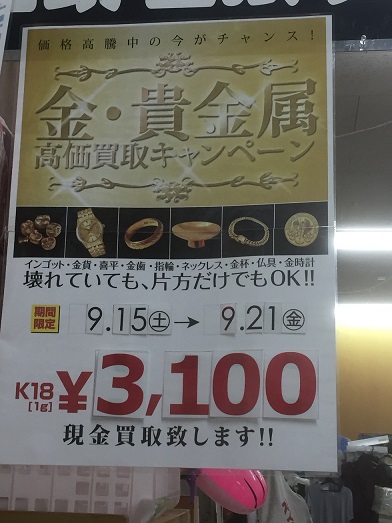 価格高騰中の今がチャンス!
金・貴金属
高価買取キャンペーン
インゴット・金貨・喜平・金歯・指輪・ネックレス・金杯・仏具・金時計
壊れていても、片方だけでもOK!!
期間限定 9.15㊏→9.21㊎
K18 [1g] ¥3,100
現金買取致します!!